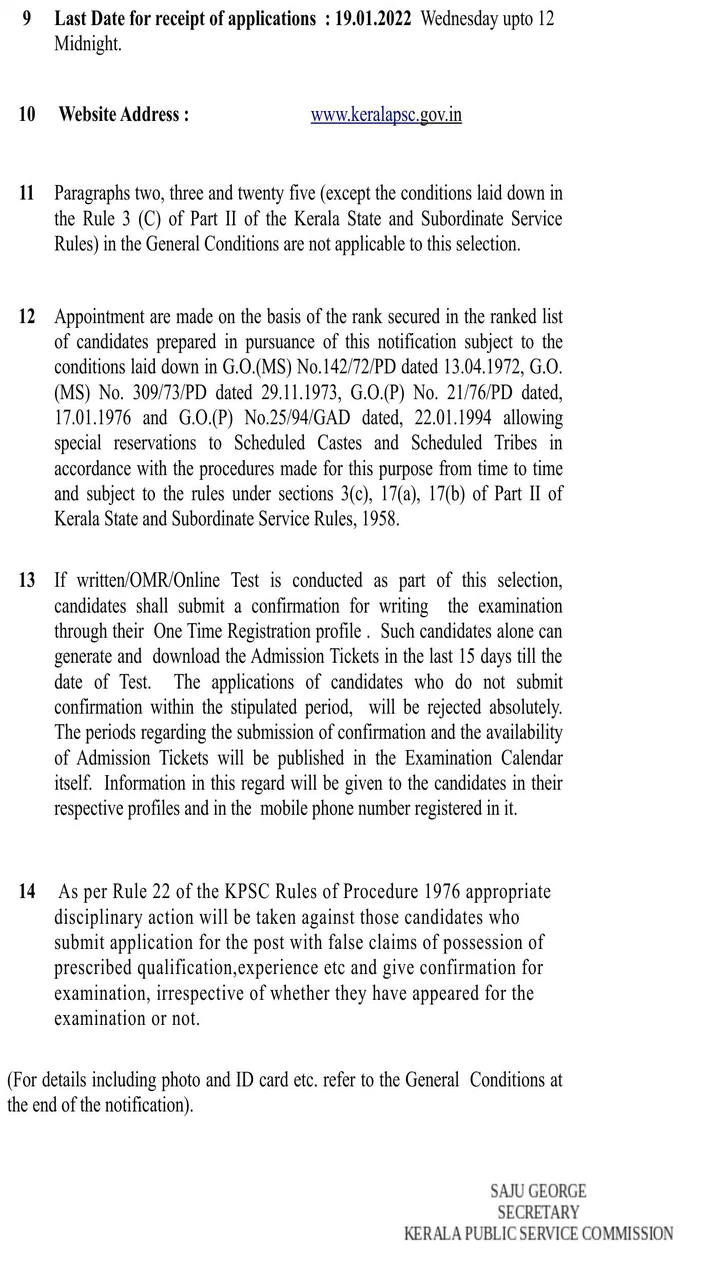 9 Last Date for receipt of applications : 19.01.2022 Wednesday upto 12
Midnight.
10 Website Address : www.keralapsc.gov.in
11 Paragraphs two, three and twenty five (except the conditions laid down in
the Rule 3 (C) of Part II of the Kerala State and Subordinate Service
Rules) in the General Conditions are not applicable to this selection.
12 Appointment are made on the basis of the rank secured in the ranked list
of candidates prepared in pursuance of this notification subject to the
conditions laid down in G.O.(MS) No.142/72/PD dated 13.04.1972, G.O.
(MS) No. 309/73/PD dated 29.11.1973, G.O.(P) No. 21/76/PD dated,
17.01.1976 and G.O.(P) No.25/94/GAD dated, 22.01.1994 allowing
special reservations to Scheduled Castes and Scheduled Tribes in
accordance with the procedures made for this purpose from time to time
and subject to the rules under sections 3(c), 17(a), 17(b) of Part II of
Kerala State and Subordinate Service Rules, 1958.
13 If written/OMR/Online Test is conducted as part of this selection,
candidates shall submit a confirmation for writing the examination
through their One Time Registration profile . Such candidates alone can
generate and download the Admission Tickets in the last 15 days till the
date of Test. The applications of candidates who do not submit
confirmation within the stipulated period, will be rejected absolutely.
The periods regarding the submission of confirmation and the availability
of Admission Tickets will be published in the Examination Calendar
itself. Information in this regard will be given to the candidates in their
respective profiles and in the mobile phone number registered in it.
14 As per Rule 22 of the KPSC Rules of Procedure 1976 appropriate
disciplinary action will be taken against those candidates who
submit application for the post with false claims of possession of
prescribed qualification,experience etc and give confirmation for
examination, irrespective of whether they have appeared for the
examination or not.
(For details including photo and ID card etc. refer to the General Conditions at
the end of the notification).
SAJU GEORGE
SECRETARY
KERALA PUBLIC SERVICE COMMISSION